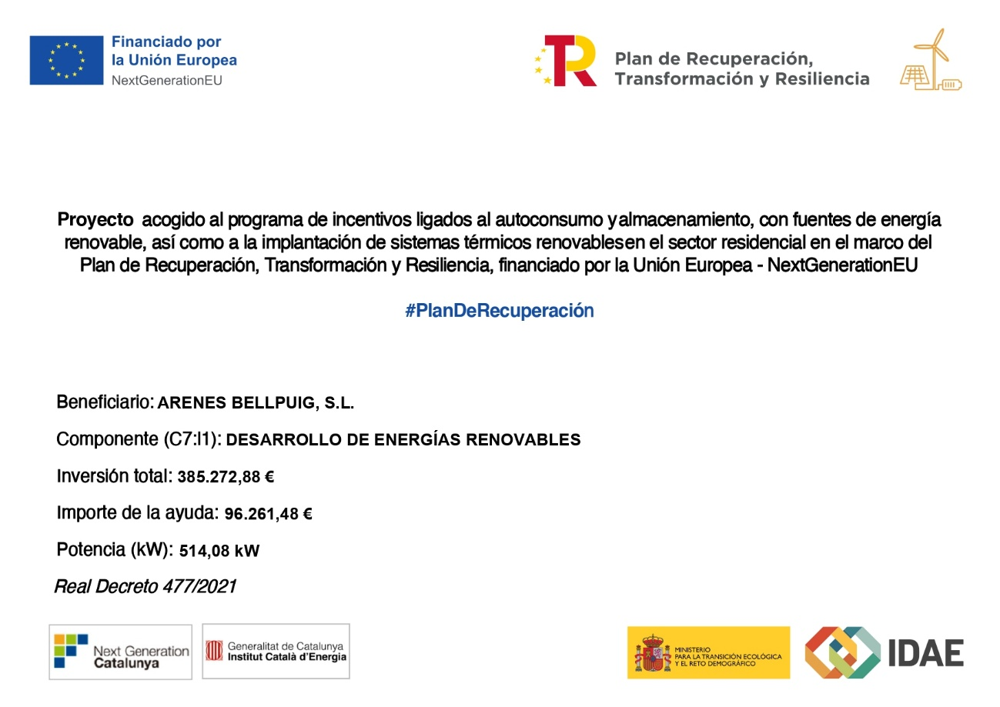 Financiado por
la Unión Europea
NextGenerationEU
TR
Plan de Recuperación,
Transformación y Resiliencia
Proyecto acogido al programa de incentivos ligados al autoconsumo y almacenamiento, con fuentes de energía
renovable, así como a la implantación de sistemas térmicos renovables en el sector residencial en el marco del
Plan de Recuperación, Transformación y Resiliencia, financiado por la Unión Europea - NextGenerationEU
#PlanDeRecuperación
Beneficiario: ARENES BELLPUIG, S.L.
Componente (C7:I1): DESARROLLO DE ENERGÍAS RENOVABLES
Inversión total: 385.272,88 €
Importe de la ayuda: 96.261,48 €
Potencia (kW): 514,08 kW
Real Decreto 477/2021
Next Generation
Catalunya
Generalitat de Catalunya
Institut Català d'Energia
MINISTERIO
PARA LA TRANSICIÓN ECOLÓGICA
Y EL RETO DEMOGRÁFICO
IDAE